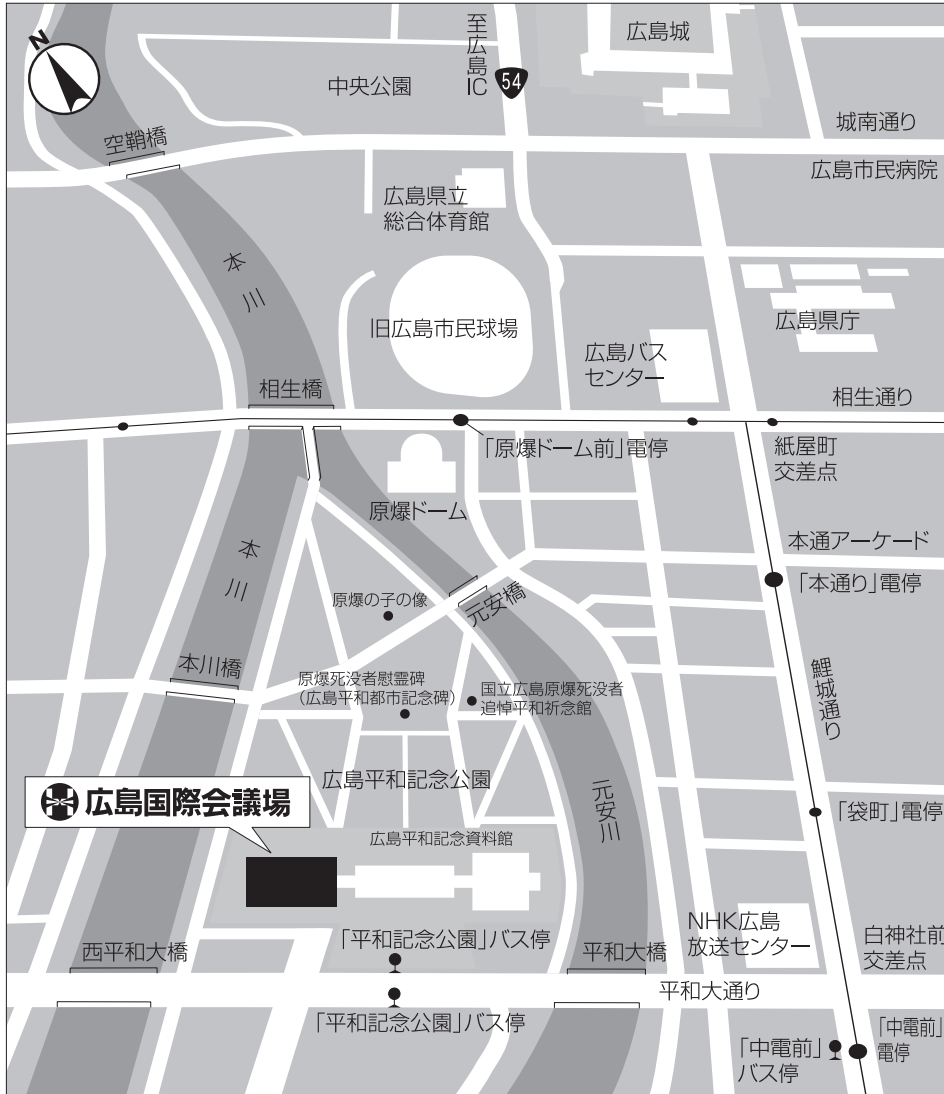 N
至広島IC
54
広島城
中央公園
城南通り
空鞘橋
広島市民病院
広島県立
総合体育館
本川
旧広島市民球場
広島県庁
広島バス
センター
相生橋
相生通り
「原爆ドーム前」電停
紙屋町
交差点
原爆ドーム
本通アーケード
本川
「本通り」電停
原爆の子の像
元安橋
本川橋
原爆死没者慰霊碑
(広島平和都市記念碑)
国立広島原爆死没者
追悼平和祈念館
鯉城通り
広島平和記念公園
元安川
広島国際会議場
「袋町」電停
広島平和記念資料館
NHK広島
放送センター
白神社前
交差点
「平和記念公園」バス停
西平和大橋
平和大橋
平和大通り
「平和記念公園」バス停
「中電前」
バス停
「中電前」
電停